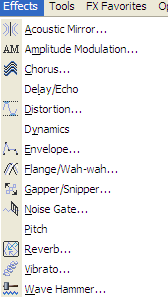 Effects Tools FX Favorites
Acoustic Mirror...
AM Amplitude Modulation...
Chorus...
Delay/Echo
Distortion...
Dynamics
Envelope...
Flange/Wah-wah...
Gapper/Snipper...
Noise Gate...
Pitch
Reverb...
Vibrato...
Wave Hammer...